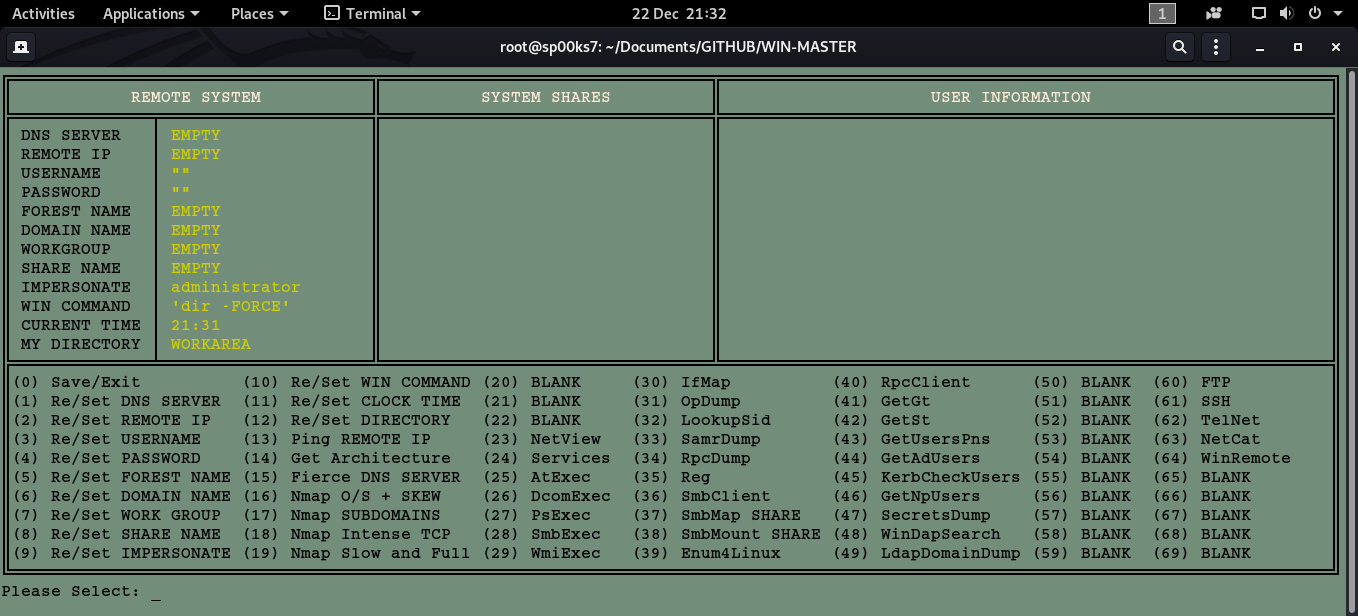 Activities Applications Places Terminal 22 Dec 21:32 1
root@sp00ks7: ~/Documents/GITHUB/WIN-MASTER
REMOTE SYSTEM SYSTEM SHARES USER INFORMATION
DNS SERVER EMPTY
REMOTE IP EMPTY
USERNAME ""
PASSWORD ""
FOREST NAME EMPTY
DOMAIN NAME EMPTY
WORKGROUP EMPTY
SHARE NAME EMPTY
IMPERSONATE administrator
WIN COMMAND 'dir -FORCE'
CURRENT TIME 21:31
MY DIRECTORY WORKAREA
(0) Save/Exit (10) Re/Set WIN COMMAND (20) BLANK (30) IfMap (40) RpcClient (50) BLANK (60) FTP
(1) Re/Set DNS SERVER (11) Re/Set CLOCK TIME (21) BLANK (31) OpDump (41) GetGt (51) BLANK (61) SSH
(2) Re/Set REMOTE IP (12) Re/Set DIRECTORY (22) BLANK (32) LookupSid (42) GetSt (52) BLANK (62) TelNet
(3) Re/Set USERNAME (13) Ping REMOTE IP (23) NetView (33) SamrDump (43) GetUsersPns (53) BLANK (63) NetCat
(4) Re/Set PASSWORD (14) Get Architecture (24) Services (34) RpcDump (44) GetAdUsers (54) BLANK (64) WinRemote
(5) Re/Set FOREST NAME (15) Fierce DNS SERVER (25) AtExec (35) Reg (45) KerbCheckUsers (55) BLANK (65) BLANK
(6) Re/Set DOMAIN NAME (16) Nmap O/S + SKEW (26) DcomExec (36) SmbClient (46) GetNpUsers (56) BLANK (66) BLANK
(7) Re/Set WORK GROUP (17) Nmap SUBDOMAINS (27) PsExec (37) SmbMap SHARE (47) SecretsDump (57) BLANK (67) BLANK
(8) Re/Set SHARE NAME (18) Nmap Intense TCP (28) SmbExec (38) SmbMount SHARE (48) WinDapSearch (58) BLANK (68) BLANK
(9) Re/Set IMPERSONATE (19) Nmap Slow and Full (29) WmiExec (39) Enum4Linux (49) LdapDomainDump (59) BLANK (69) BLANK
Please Select: _